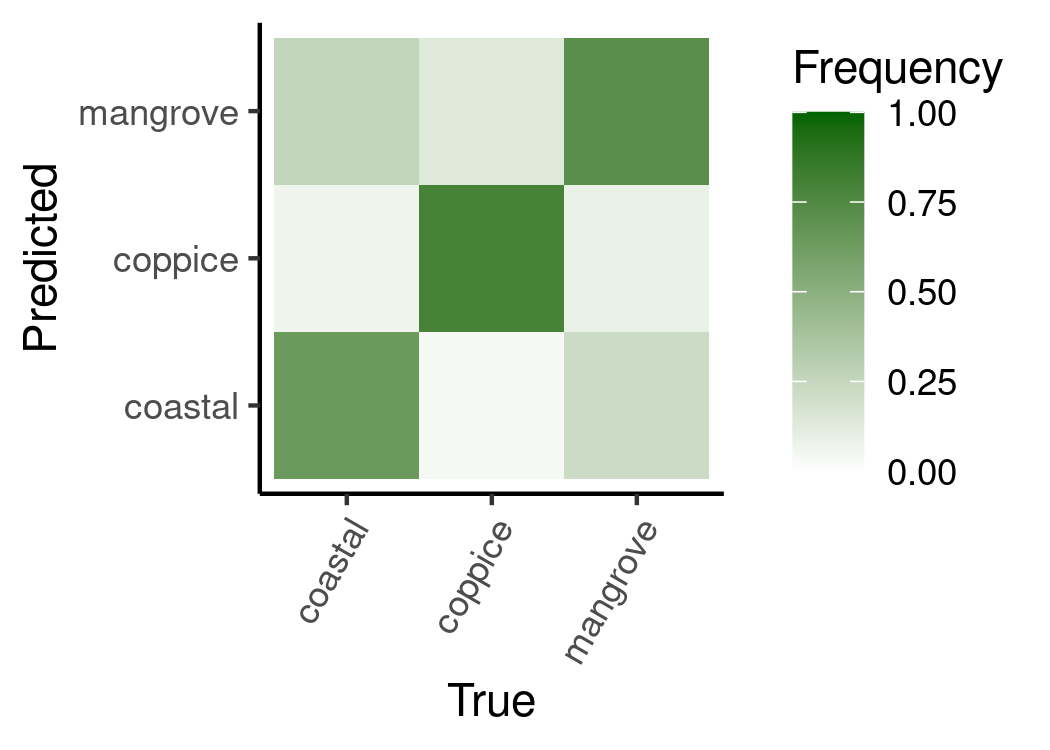 Frequency
1.00
0.75
0.50
0.25
0.00
Predicted
mangrove
coppice
coastal
coastal
coppice
mangrove
True